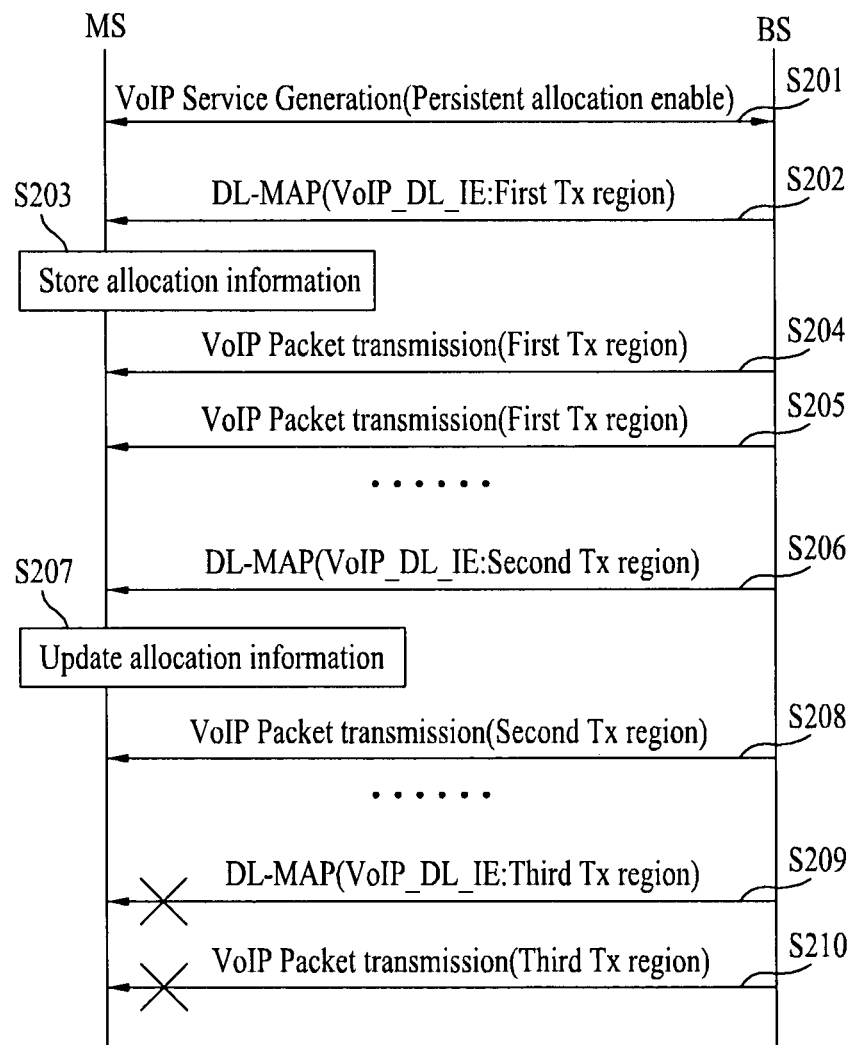 MS
BS
S201
VoIP Service Generation(Persistent allocation enable)
S202
DL-MAP(VoIP_DL_IE:First Tx region)
S203
Store allocation information
S204
VoIP Packet transmission(First Tx region)
S205
VoIP Packet transmission(First Tx region)
S206
DL-MAP(VoIP_DL_IE:Second Tx region)
S207
Update allocation information
S208
VoIP Packet transmission(Second Tx region)
S209
DL-MAP(VoIP_DL_IE:Third Tx region)
S210
VoIP Packet transmission(Third Tx region)